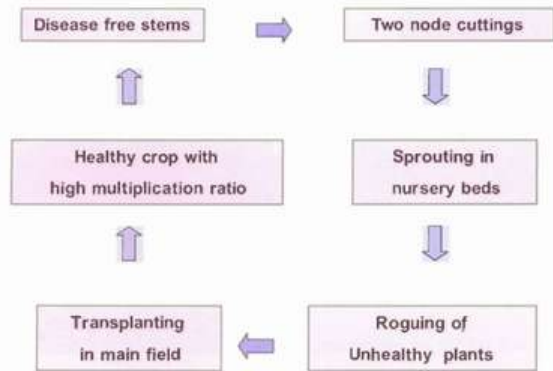 Disease free stems
Two node cuttings
Sprouting in
nursery beds
Roguing of
Unhealthy plants
Transplanting
in main field
Healthy crop with
high multiplication ratio